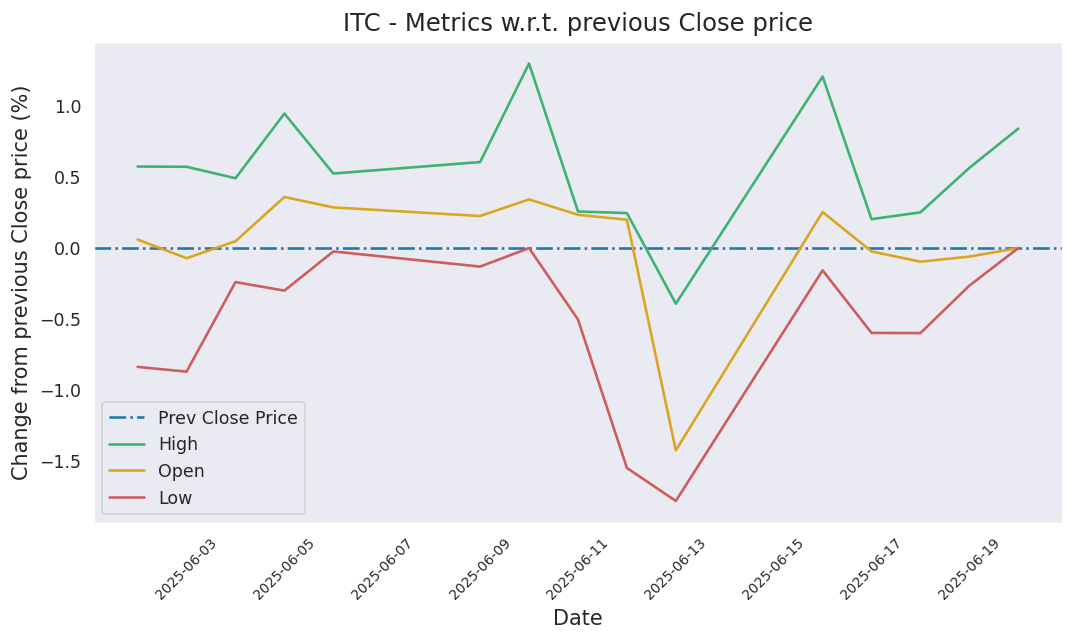 ITC - Metrics w.r.t. previous Close price
Change from previous Close price (%)
1.0
0.5
0.0
−0.5
−1.0
−1.5
Prev Close Price
High
Open
Low
2025-06-03
2025-06-05
2025-06-07
2025-06-09
2025-06-11
2025-06-13
2025-06-15
2025-06-17
2025-06-19
Date